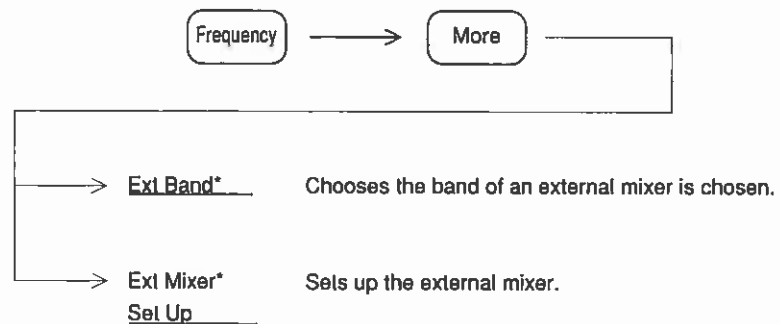 Frequency
More
Ext Band* Chooses the band of an external mixer is chosen.
Ext Mixer* Sets up the external mixer.
Set Up